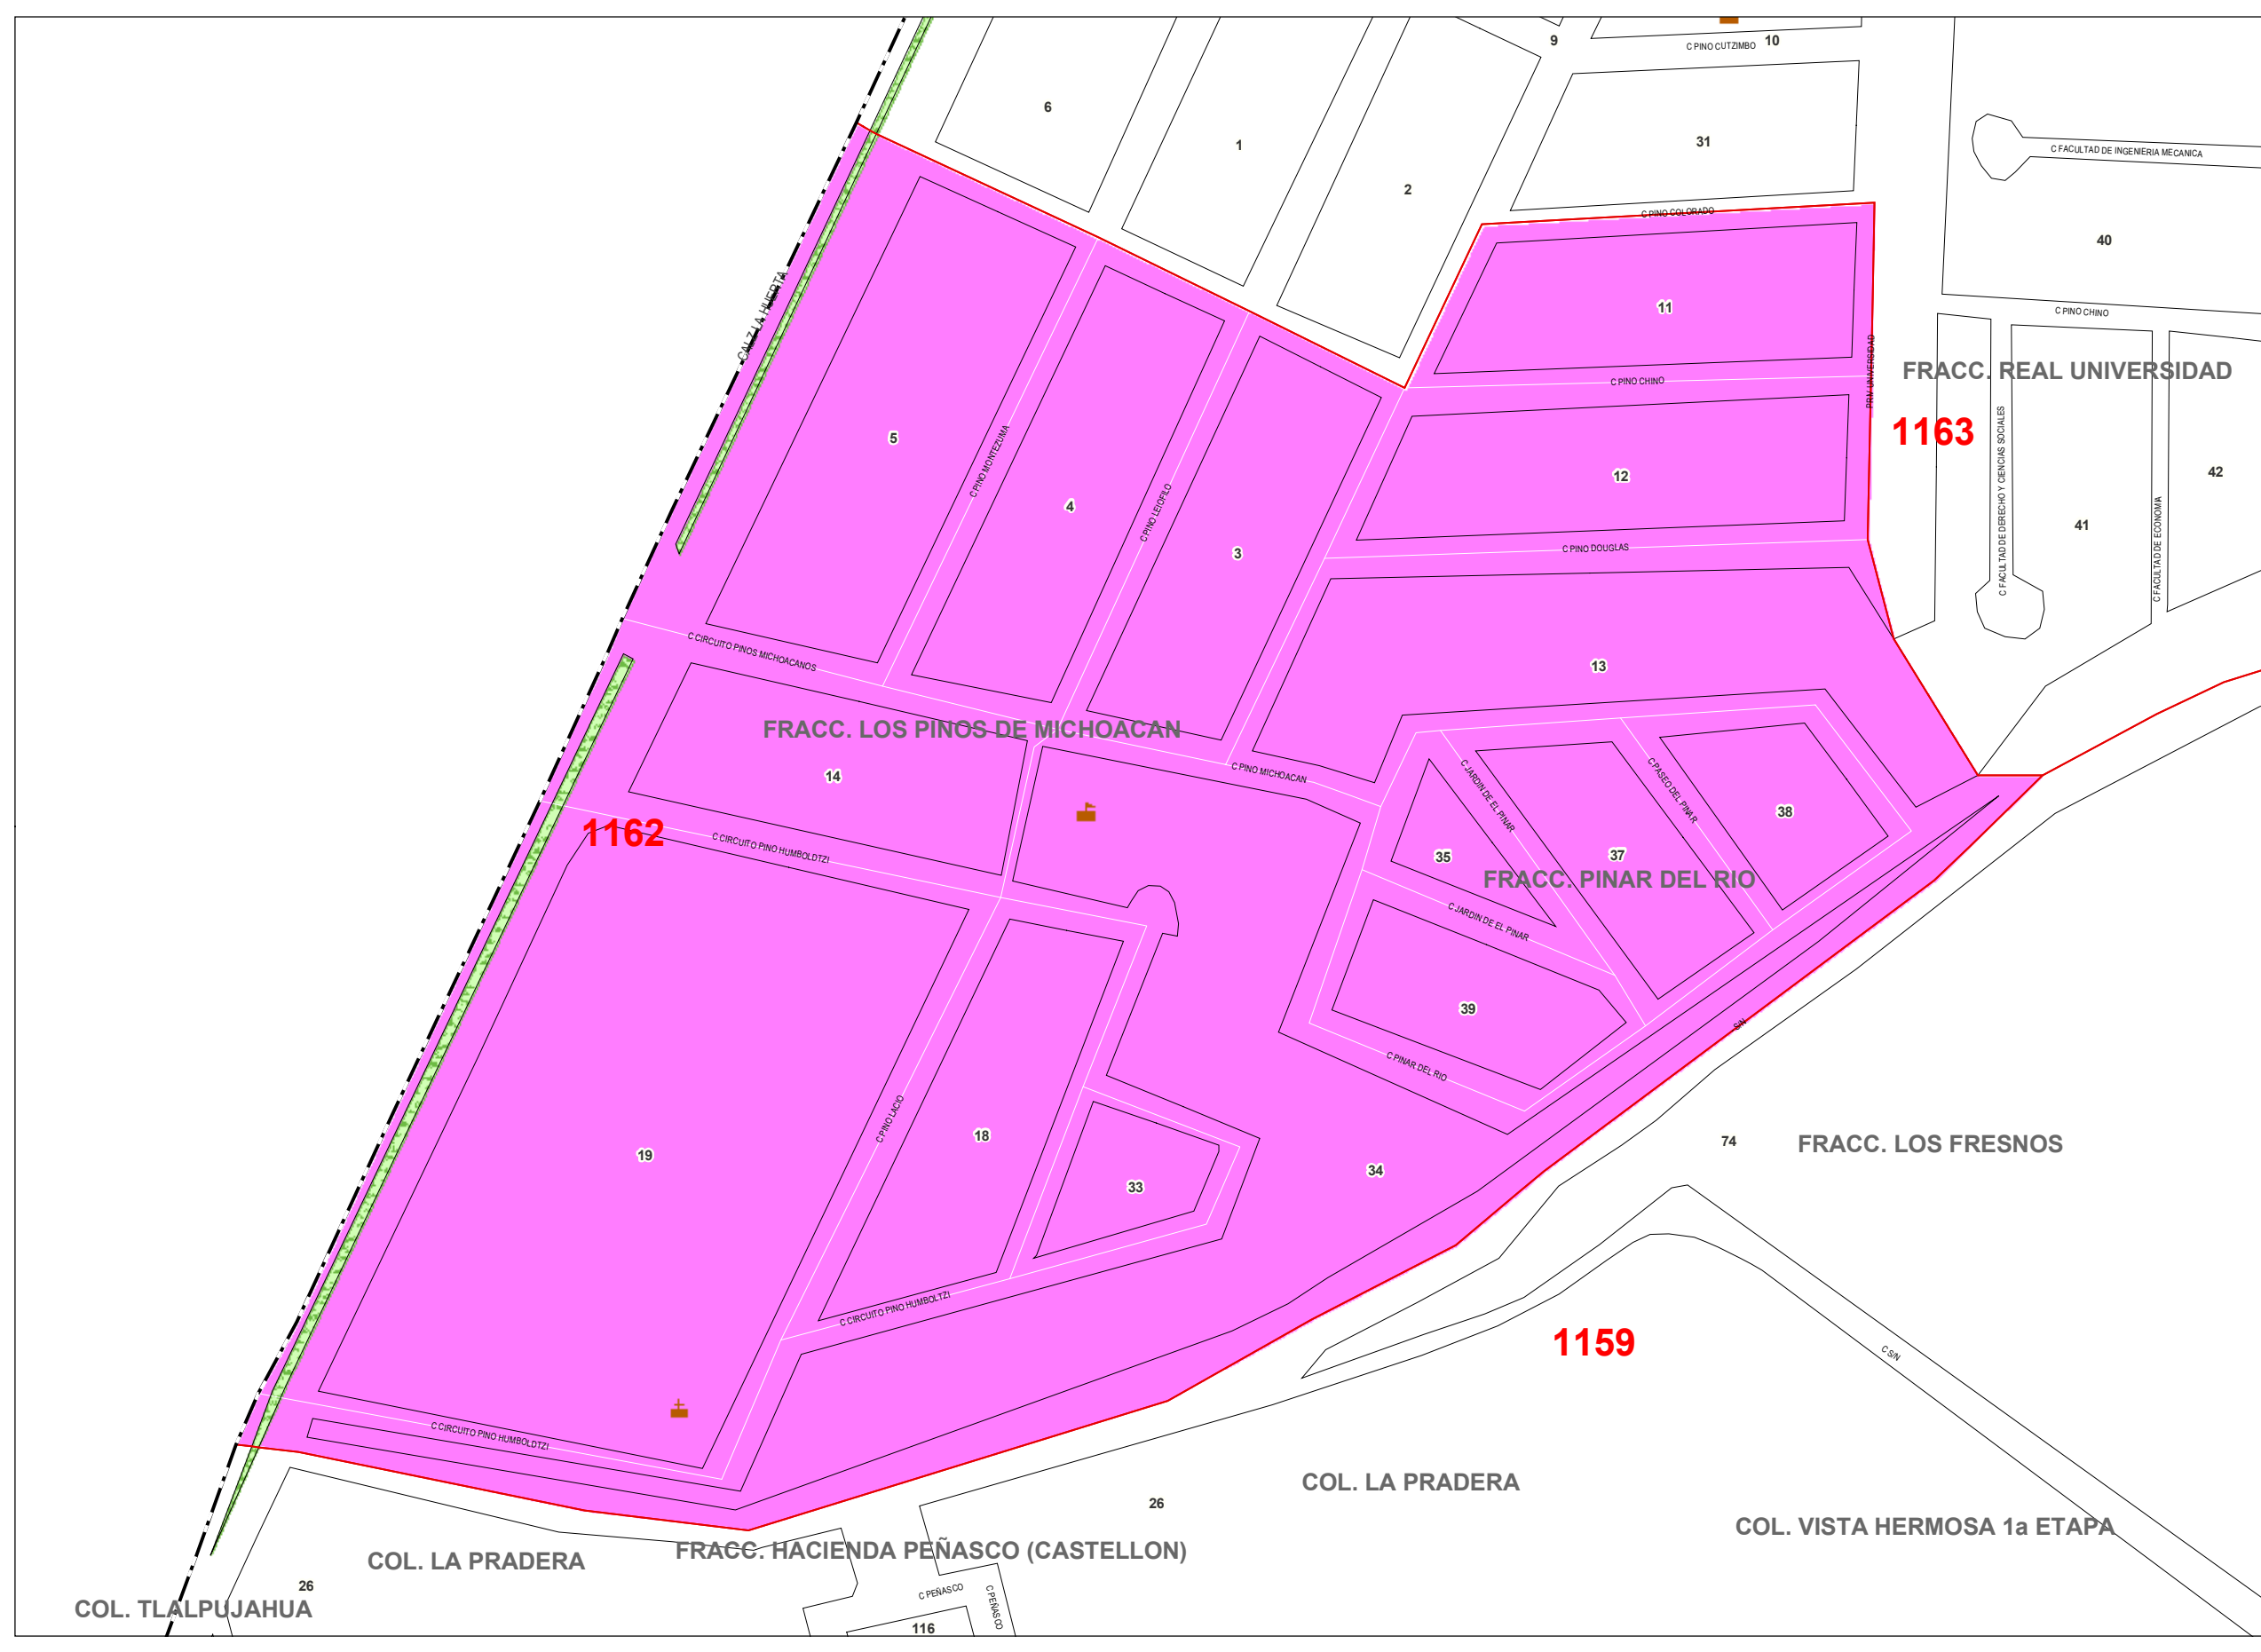 9
10
C PINO CUTZIMBO
6
1
31
2
C FACULTAD DE INGENIERIA MECANICA
C PINO COLORADO
40
11
C PINO CHINO
CALZ LA HUERTA
PRIV. UNIVERSIDAD
FRACC. REAL UNIVERSIDAD
C PINO CHINO
1163
5
C PINO MONTEZUMA
C FACULTAD DE DERECHO Y CIENCIAS SOCIALES
42
12
4
C PINO LEIOFILO
41
C FACULTAD DE ECONOMIA
3
C PINO DOUGLAS
C CIRCUITO PINOS MICHOACANOS
13
FRACC. LOS PINOS DE MICHOACAN
14
C PINO MICHOACAN
C JARDIN DE EL PINAR
C PASEO DEL PINAR
38
1162
C CIRCUITO PINO HUMBOLDTZI
35
37
FRACC. PINAR DEL RIO
C JARDIN DE EL PINAR
39
S/N
C PINAR DEL RIO
C PINO LACIO
18
74
FRACC. LOS FRESNOS
19
34
33
C CIRCUITO PINO HUMBOLTZI
1159
C S/N
C CIRCUITO PINO HUMBOLDTZI
COL. LA PRADERA
26
COL. VISTA HERMOSA 1a ETAPA
FRACC. HACIENDA PEÑASCO (CASTELLON)
COL. LA PRADERA
26
C PEÑASCO
C PEÑASCO
COL. TLALPUJAHUA
116